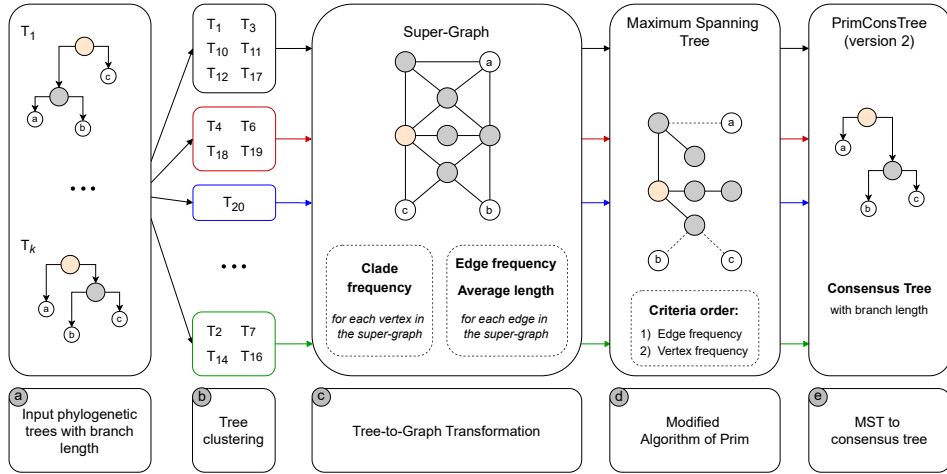 T1
c
a
b
...
Tk
a
b
c
T1 T3
T10 T11
T12 T17
T4 T6
T18 T19
T20
...
T2 T7
T14 T16
Super-Graph
a
c
b
Clade
frequency
for each vertex in
the super-graph
Edge frequency
Average length
for each edge in
the super-graph
Maximum Spanning
Tree
a
b
c
Criteria order:
1) Edge frequency
2) Vertex frequency
PrimConsTree
(version 2)
a
b
c
Consensus Tree
with branch length
a
Input phylogenetic
trees with branch
length
b
Tree
clustering
c
Tree-to-Graph Transformation
d
Modified
Algorithm of Prim
e
MST to
consensus tree